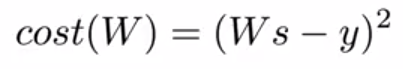 cost(W) = (Ws − y)²